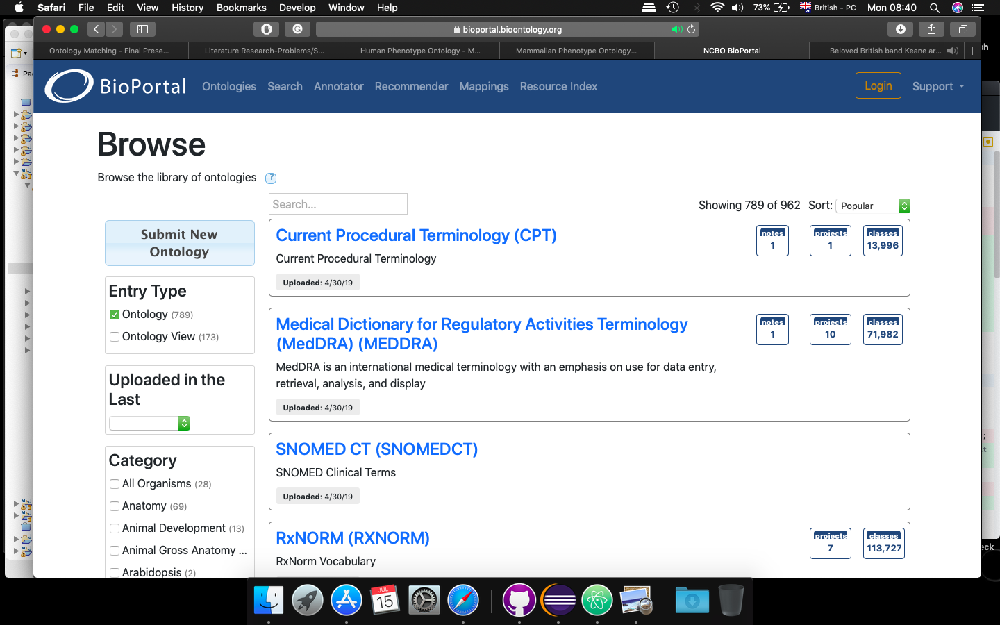 Safari File Edit View History Bookmarks Develop Window Help 73% British - PC Mon 08:40
bioportal.bioontology.org
Ontology Matching - Final Prese...
Literature Research-Problems/S...
Human Phenotype Ontology - M...
Mammalian Phenotype Ontology...
NCBO BioPortal
Beloved British band Keane ar...
BioPortal Ontologies Search Annotator Recommender Mappings Resource Index Login Support
Browse
Browse the library of ontologies ?
Search...
Showing 789 of 962 Sort: Popular
Submit New
Ontology
Entry Type
Ontology (789)
Ontology View (173)
Uploaded in the
Last
Category
All Organisms (28)
Anatomy (69)
Animal Development (13)
Animal Gross Anatomy ...
Arabidopsis (2)
Current Procedural Terminology (CPT)
notes
1
projects
1
classes
13,996
Current Procedural Terminology
Uploaded: 4/30/19
Medical Dictionary for Regulatory Activities Terminology
(MedDRA) (MEDDRA)
notes
1
projects
10
classes
71,982
MedDRA is an international medical terminology with an emphasis on use for data entry,
retrieval, analysis, and display
Uploaded: 4/30/19
SNOMED CT (SNOMEDCT)
SNOMED Clinical Terms
Uploaded: 4/30/19
RxNORM (RXNORM)
projects
7
classes
113,727
RxNorm Vocabulary
JUL
15